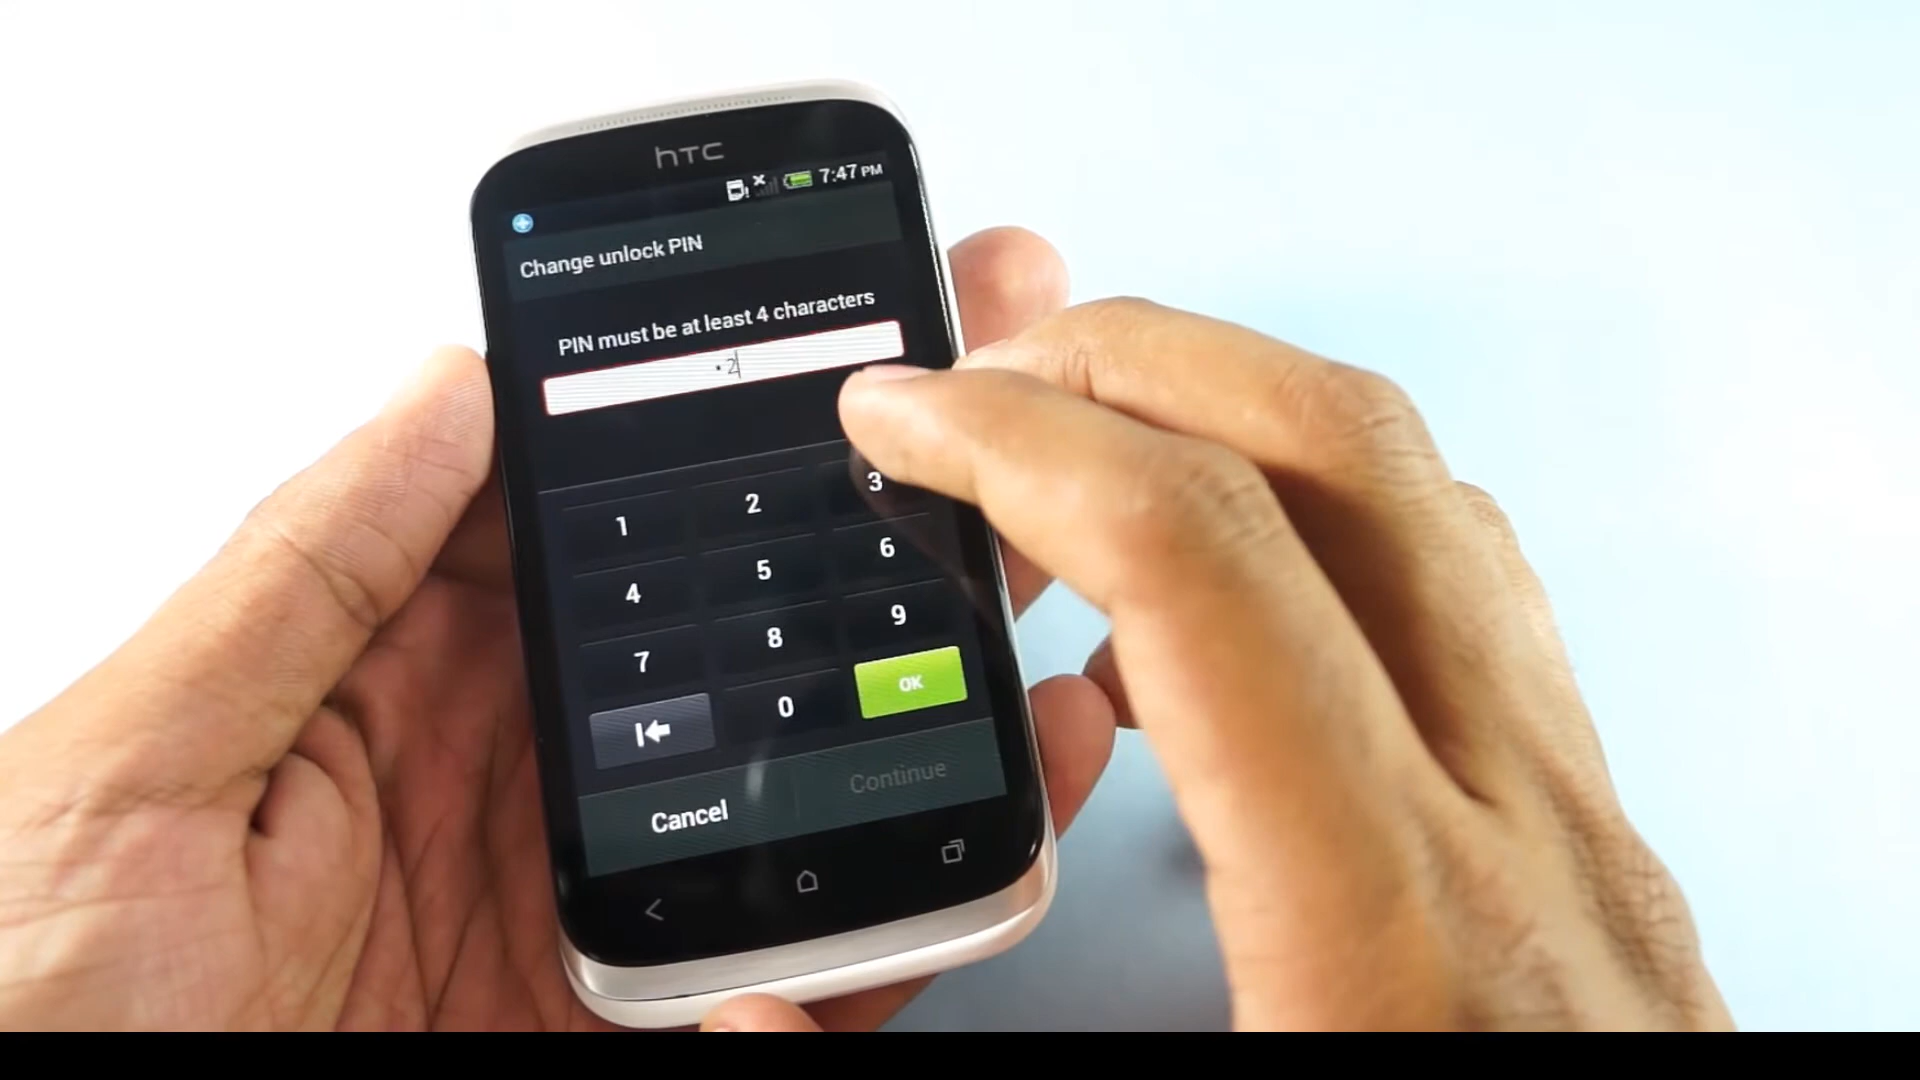 hTC
7:47 PM
Change unlock PIN
PIN must be at least 4 characters
•2
1 2 3
4 5 6
7 8 9
0 OK
Cancel Continue